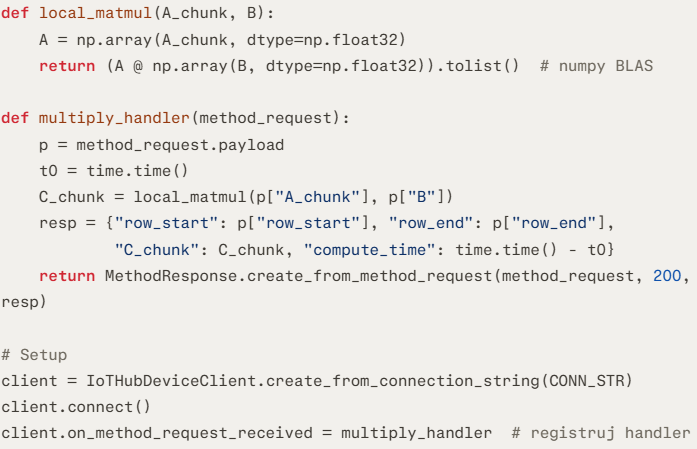 def local_matmul(A_chunk, B):
    A = np.array(A_chunk, dtype=np.float32)
    return (A @ np.array(B, dtype=np.float32)).tolist()  # numpy BLAS

def multiply_handler(method_request):
    p = method_request.payload
    t0 = time.time()
    C_chunk = local_matmul(p["A_chunk"], p["B"])
    resp = {"row_start": p["row_start"], "row_end": p["row_end"],
            "C_chunk": C_chunk, "compute_time": time.time() - t0}
    return MethodResponse.create_from_method_request(method_request, 200,
resp)

# Setup
client = IoTHubDeviceClient.create_from_connection_string(CONN_STR)
client.connect()
client.on_method_request_received = multiply_handler  # registruj handler